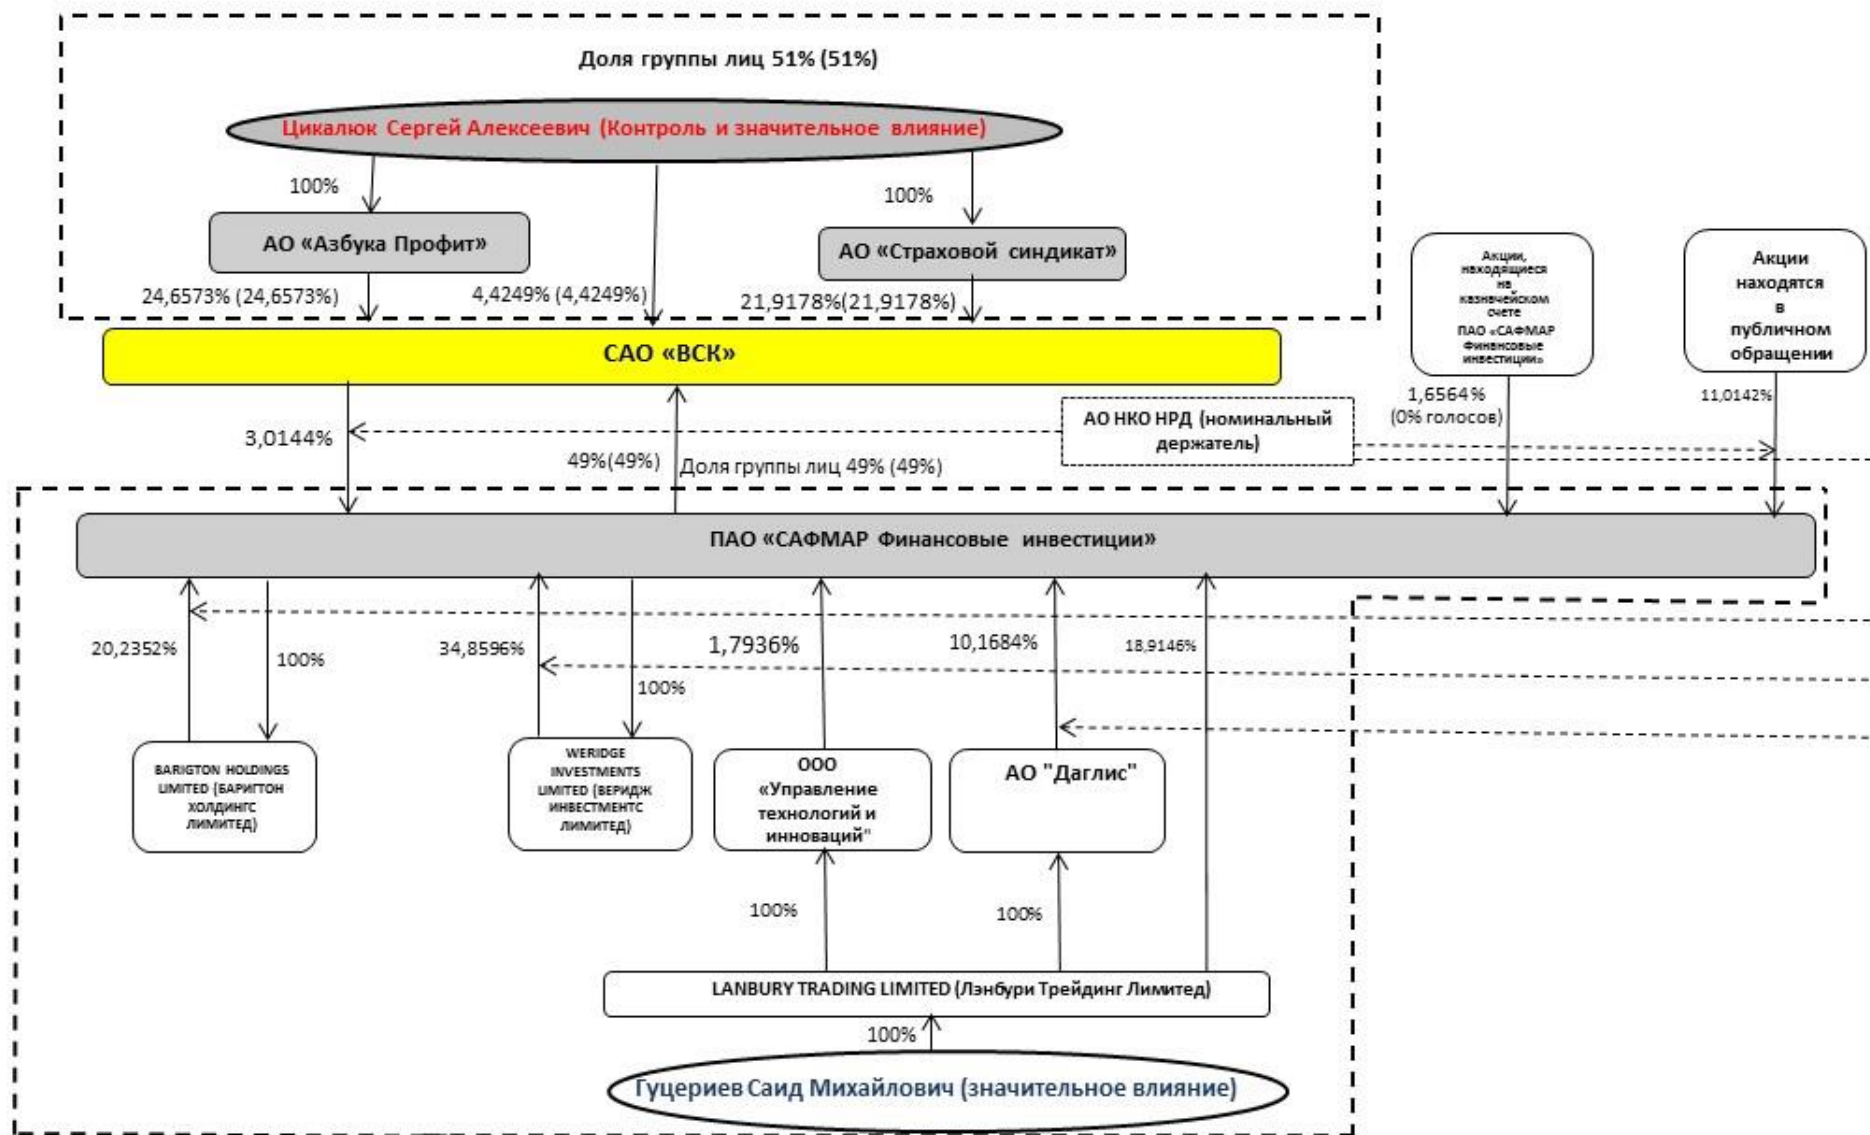 Доля группы лиц 51% (51%)
Цикалюк Сергей Алексеевич (Контроль и значительное влияние)
100%
100%
АО «Азбука Профит»
АО «Страховой синдикат»
24,6573% (24,6573%)
4,4249% (4,4249%)
21,9178%(21,9178%)
Акции,
находящиеся
на
казначейском
счете
ПАО «САФМАР
Финансовые
инвестиции»
Акции
находятся
в
публичном
обращении
САО «ВСК»
1,6564%
(0% голосов)
11,0142%
АО НКО НРД (номинальный
держатель)
3,0144%
49%(49%)
Доля группы лиц 49% (49%)
ПАО «САФМАР Финансовые инвестиции»
20,2352%
100%
34,8596%
100%
1,7936%
10,1684%
18,9146%
BARIGTON HOLDINGS
LIMITED (БАРИГТОН
ХОЛДИНГС
ЛИМИТЕД)
WERIDGE
INVESTMENTS
LIMITED (ВЕРИДЖ
ИНВЕСТМЕНТС
ЛИМИТЕД)
ООО
«Управление
технологий и
инноваций"
АО "Даглис"
100%
100%
LANBURY TRADING LIMITED (Лэнбури Трейдинг Лимитед)
100%
Гуцериев Саид Михайлович (значительное влияние)